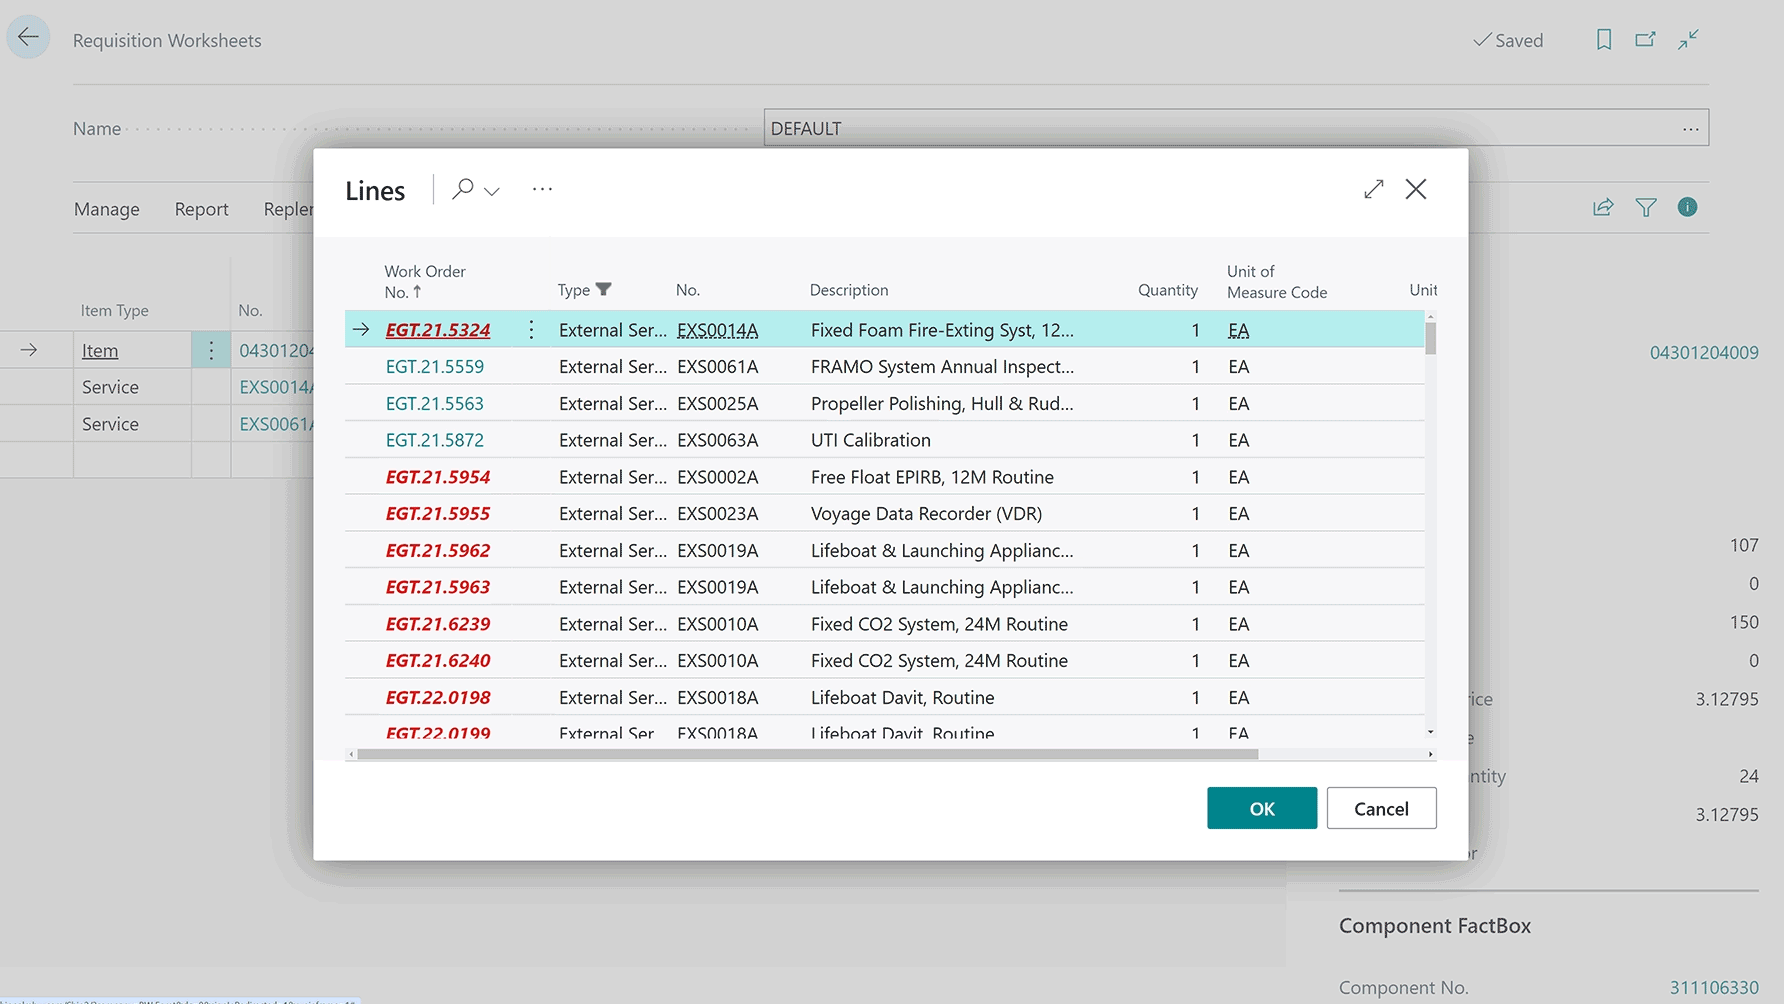 Requisition Worksheets
Saved
Name
DEFAULT
Manage Report Repler
Item Type No.
Item 04301204
Service EXS0014A
Service EXS0061A
Lines
Work Order No. Type No. Description Quantity Unit of Measure Code Unit
EGT.21.5324 External Ser... EXS0014A Fixed Foam Fire-Exting Syst, 12... 1 EA
EGT.21.5559 External Ser... EXS0061A FRAMO System Annual Inspect... 1 EA
EGT.21.5563 External Ser... EXS0025A Propeller Polishing, Hull & Rud... 1 EA
EGT.21.5872 External Ser... EXS0063A UTI Calibration 1 EA
EGT.21.5954 External Ser... EXS0002A Free Float EPIRB, 12M Routine 1 EA
EGT.21.5955 External Ser... EXS0023A Voyage Data Recorder (VDR) 1 EA
EGT.21.5962 External Ser... EXS0019A Lifeboat & Launching Applianc... 1 EA
EGT.21.5963 External Ser... EXS0019A Lifeboat & Launching Applianc... 1 EA
EGT.21.6239 External Ser... EXS0010A Fixed CO2 System, 24M Routine 1 EA
EGT.21.6240 External Ser... EXS0010A Fixed CO2 System, 24M Routine 1 EA
EGT.22.0198 External Ser... EXS0018A Lifeboat Davit, Routine 1 EA
EGT.22.0199 External Ser EXS0018A Lifeboat Davit, Routine 1 EA
OK Cancel
04301204009
107
0
150
0
rice 3.12795
e
ntity 24
3.12795
or
Component FactBox
Component No. 311106330